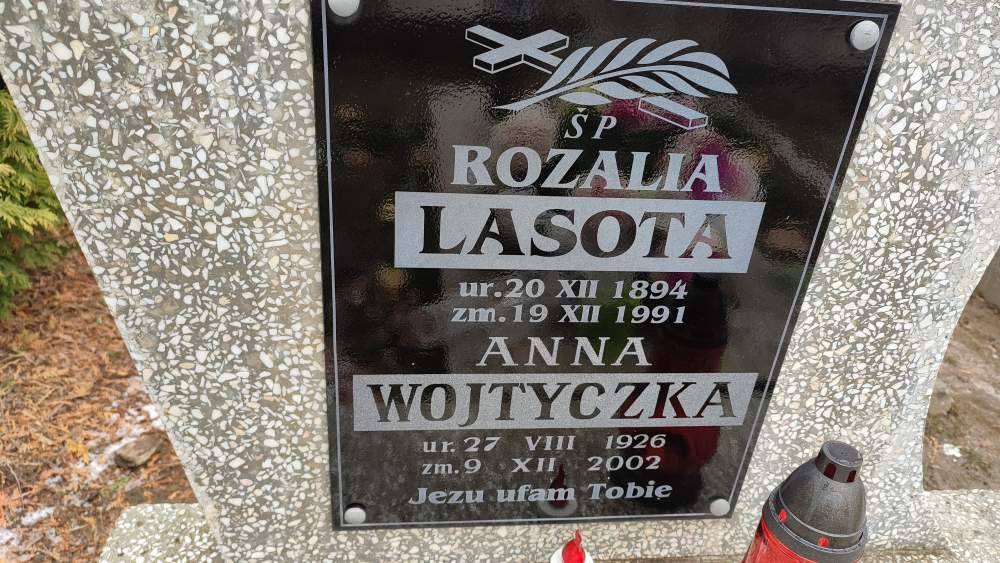 ŚP
ROZALIA
LASOTA
ur.20 XII 1894
zm.19 XII 1991
ANNA
WOJTYCZKA
ur.27 VIII 1926
zm.9 XII 2002
Jezu ufam Tobie